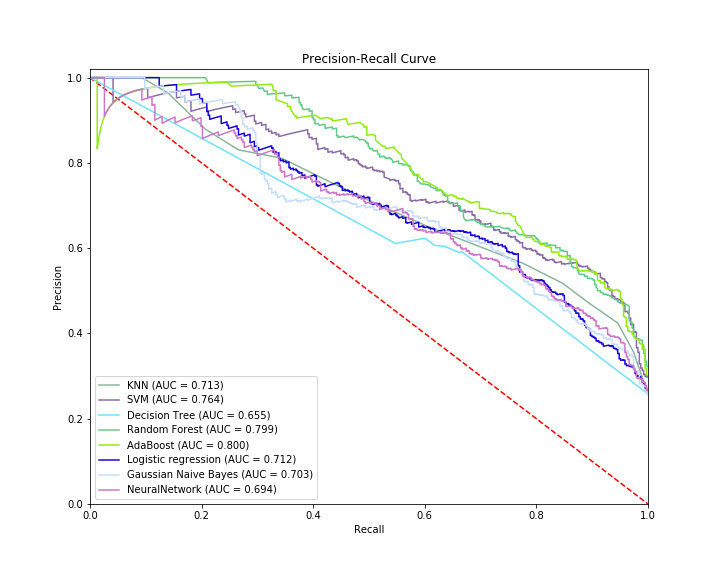 Precision-Recall Curve
1.0
0.8
0.6
0.4
0.2
0.0
Precision
KNN (AUC = 0.713)
SVM (AUC = 0.764)
Decision Tree (AUC = 0.655)
Random Forest (AUC = 0.799)
AdaBoost (AUC = 0.800)
Logistic regression (AUC = 0.712)
Gaussian Naive Bayes (AUC = 0.703)
NeuralNetwork (AUC = 0.694)
0.0 0.2 0.4 0.6 0.8 1.0
Recall